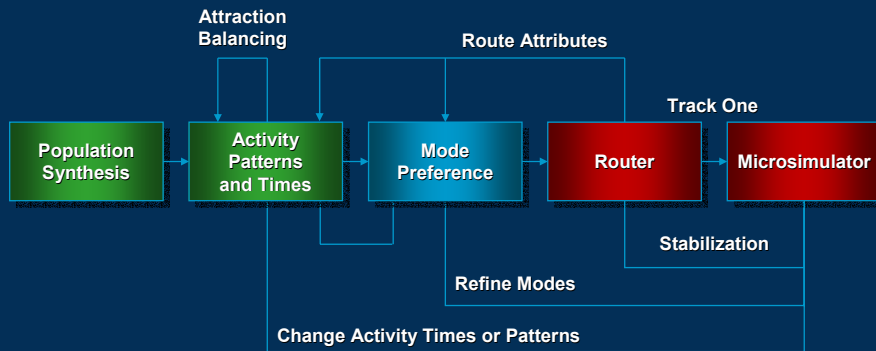 Attraction
Balancing
Route Attributes
Track One
Population
Synthesis
Activity
Patterns
and Times
Mode
Preference
Router
Microsimulator
Stabilization
Refine Modes
Change Activity Times or Patterns